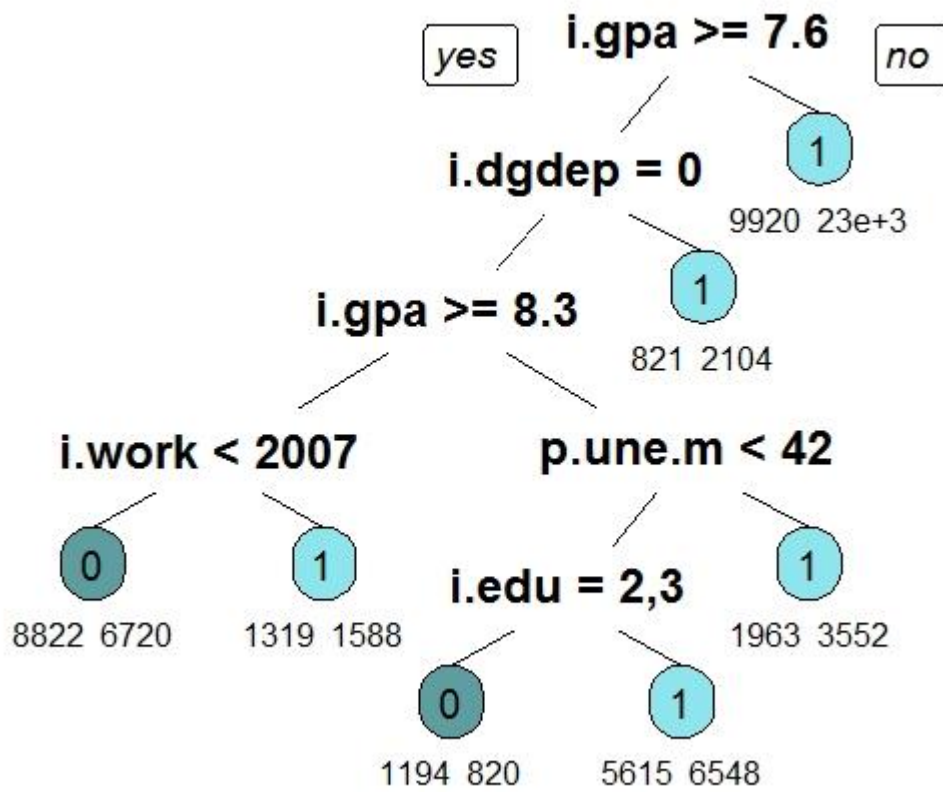 yes i.gpa >= 7.6 no
i.dgdep = 0 1
9920 23e+3
i.gpa >= 8.3 1
821 2104
i.work < 2007 p.une.m < 42
0 1 i.edu = 2,3 1
8822 6720 1319 1588 1963 3552
0 1
1194 820 5615 6548